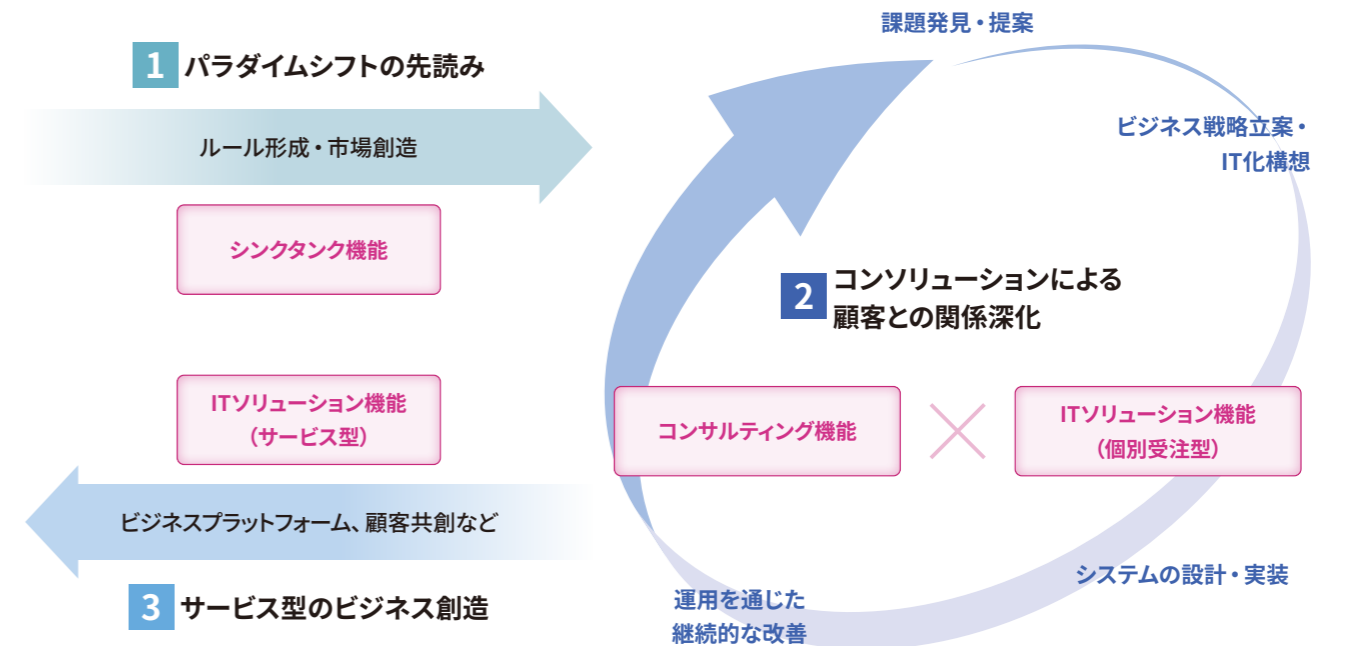 1 パラダイムシフトの先読み
ルール形成・市場創造
シンクタンク機能
ITソリューション機能
（サービス型）
ビジネスプラットフォーム、顧客共創など
3 サービス型のビジネス創造
課題発見・提案
ビジネス戦略立案・
IT化構想
2 コンソリューションによる
顧客との関係深化
コンサルティング機能
ITソリューション機能
（個別受注型）
システムの設計・実装
運用を通じた
継続的な改善